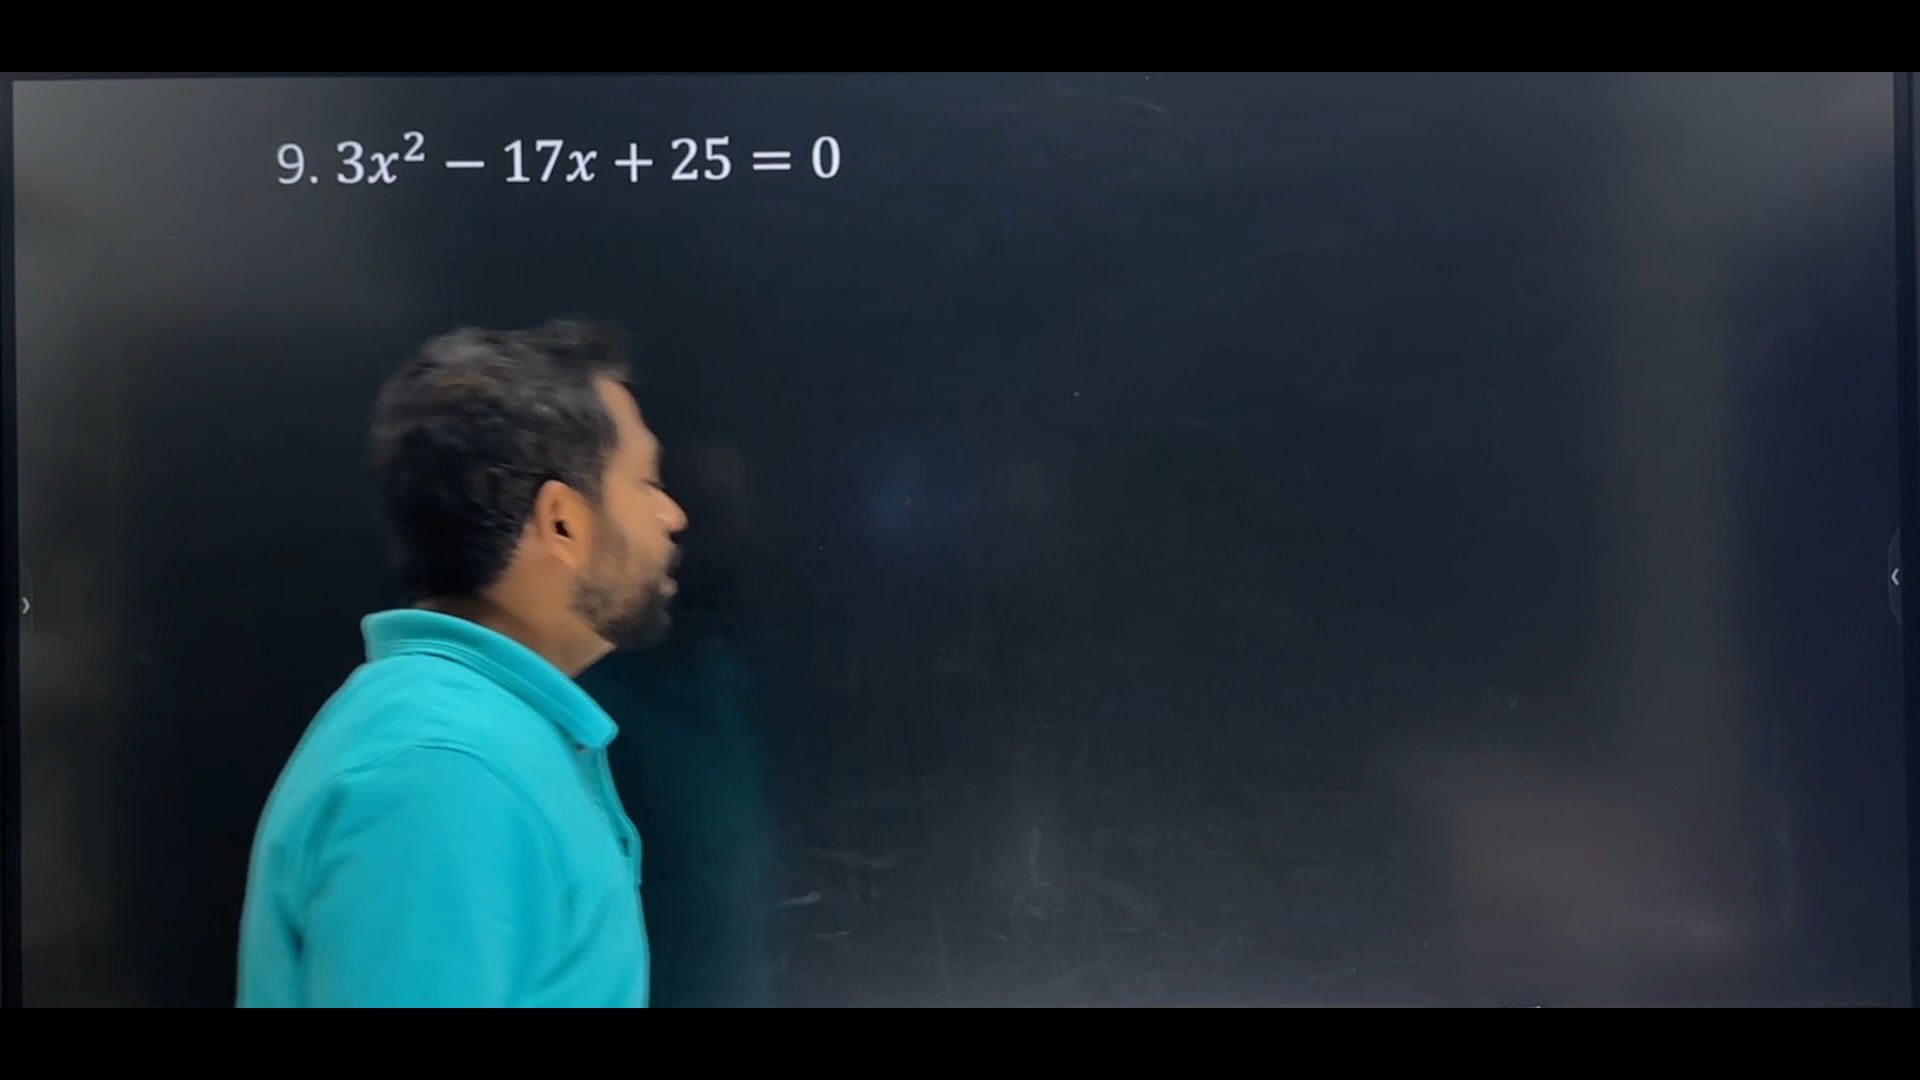 9. 3x² − 17x + 25 = 0